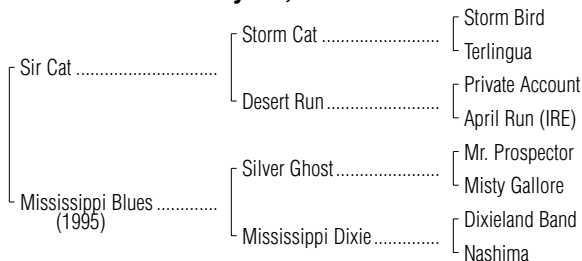 Storm Bird
Storm Cat ..............................
Terlingua
Sir Cat ............................
Private Account
Desert Run ........................
April Run (IRE)
Mr. Prospector
Silver Ghost ......................
Misty Gallore
Mississippi Blues ............
(1995)
Dixieland Band
Mississippi Dixie ..............
Nashima